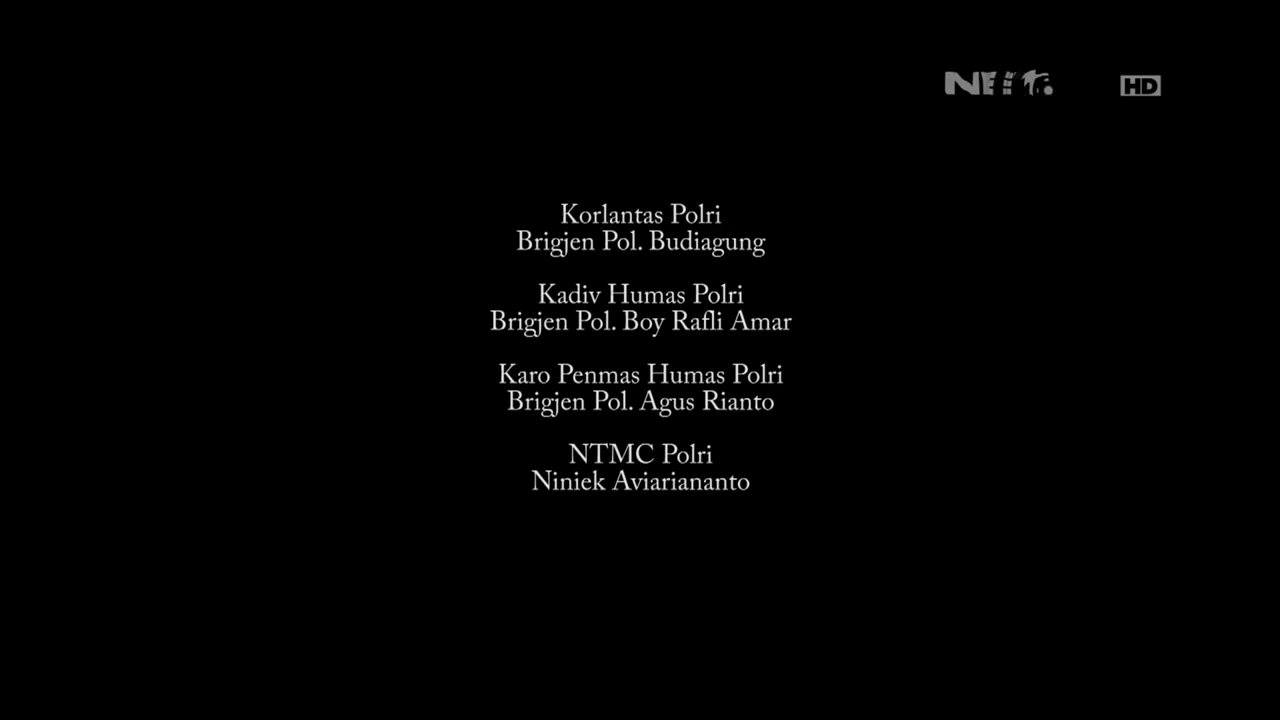 HD
Korlantas Polri
Brigjen Pol. Budiagung
Kadiv Humas Polri
Brigjen Pol. Boy Rafli Amar
Karo Penmas Humas Polri
Brigjen Pol. Agus Rianto
NTMC Polri
Niniek Aviariananto